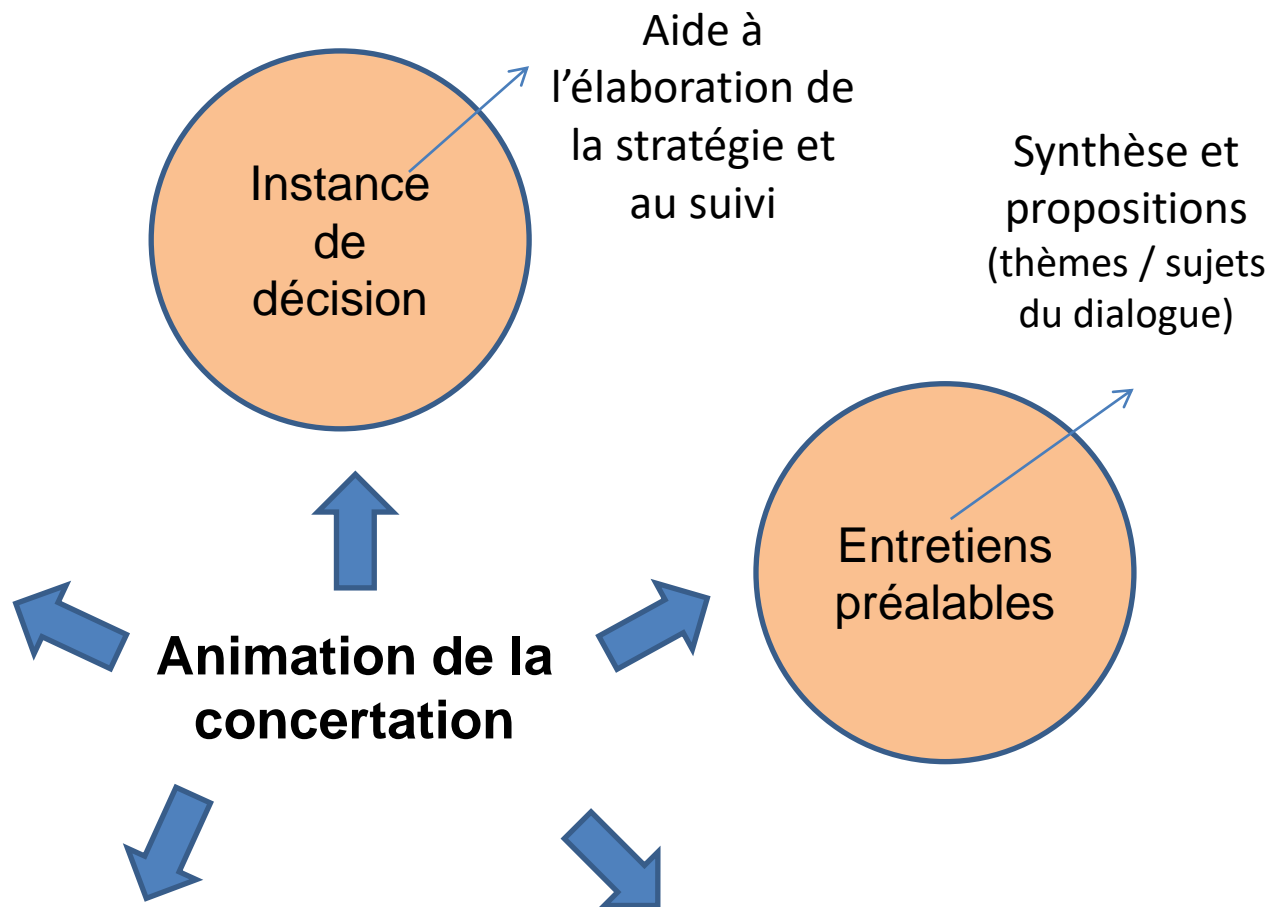 Aide à
l’élaboration de
la stratégie et
au suivi
Instance
de
décision
Synthèse et
propositions
(thèmes / sujets
du dialogue)
Entretiens
préalables
Animation de la
concertation